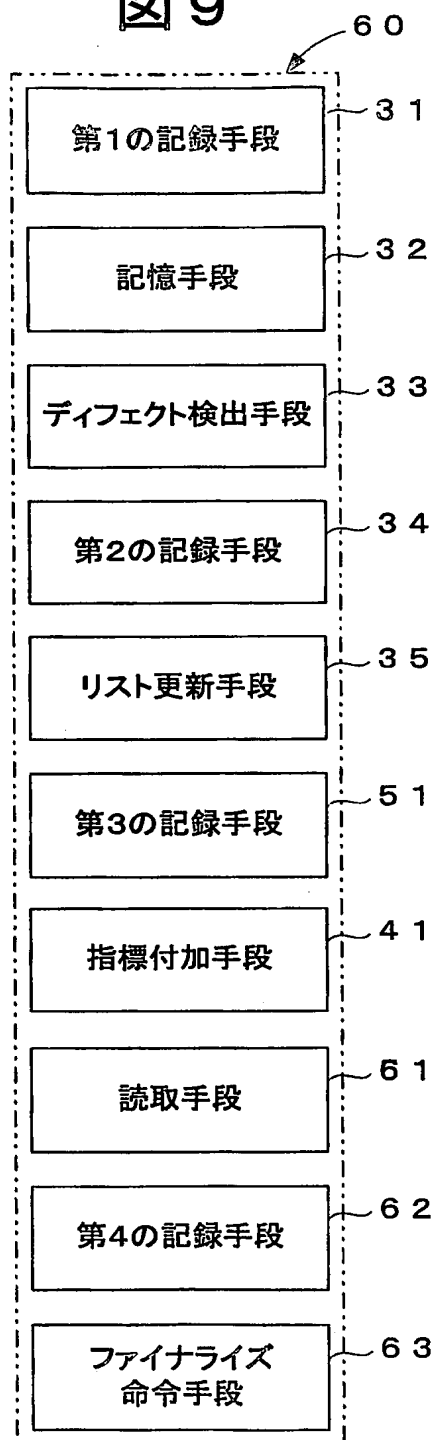 図9
60
第1の記録手段
31
記憶手段
32
ディフェクト検出手段
33
第2の記録手段
34
リスト更新手段
35
第3の記録手段
51
指標付加手段
41
読取手段
61
第4の記録手段
62
ファイナライズ
命令手段
63